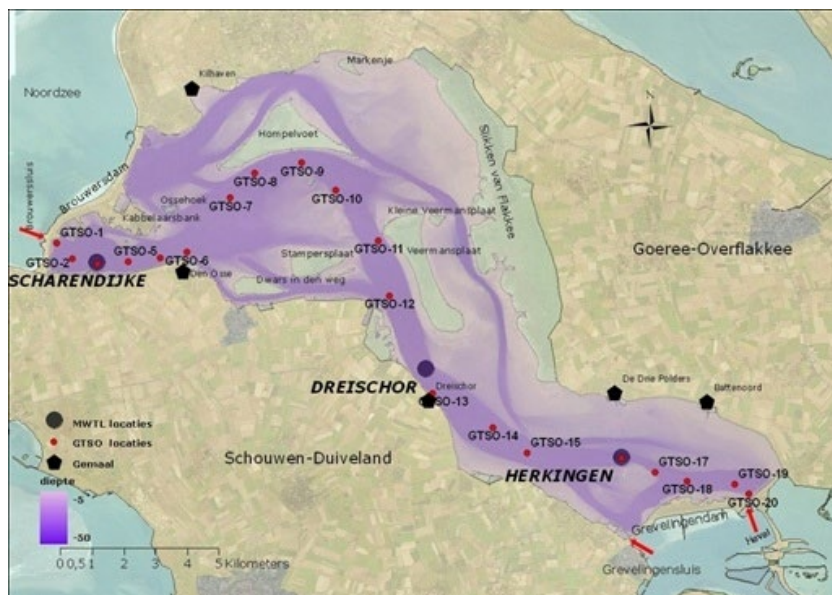 Markenje
Kilhaven
Noordzee
Hompelvoet
Slikken van Flakkee
N
Brouwersdam
GTSO-9
GTSO-8
Ossehoek
GTSO-7
GTSO-10
Kabbelaarsbank
Kleine Veermansplaat
Brouwerssluis
GTSO-1
GTSO-11
Goeree-Overflakkee
Stampersplaat
Veermansplaat
GTSO-2
GTSO-5
GTSO-6
SCHARENDIJKE
Den Osse
Dwars in den weg
GTSO-12
DREISCHOR
Dreischor
GTSO-13
De Drie Polders
Battenoord
MWTL locaties
GTSO locaties
Gemaal
GTSO-14
GTSO-15
Schouwen-Duiveland
HERKINGEN
GTSO-17
GTSO-19
GTSO-18
GTSO-20
diepte
-5
-50
Grevelingendam
Hevel
0 0,5 1 2 3 4 5
Kilometers
Grevelingensluis